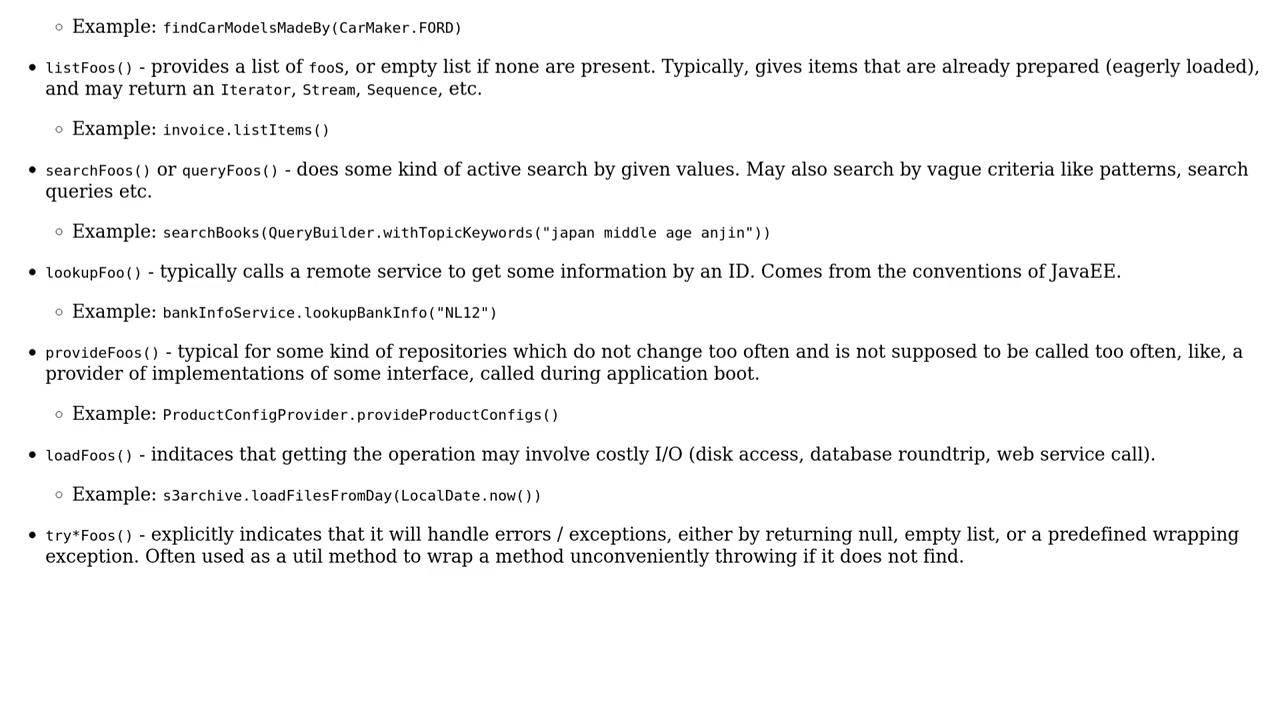 Example: findCarModelsMadeBy(CarMaker.FORD)
listFoos() - provides a list of foos, or empty list if none are present. Typically, gives items that are already prepared (eagerly loaded),
and may return an Iterator, Stream, Sequence, etc.
Example: invoice.listItems()
searchFoos() or queryFoos() - does some kind of active search by given values. May also search by vague criteria like patterns, search
queries etc.
Example: searchBooks(QueryBuilder.withTopicKeywords("japan middle age anjin"))
lookupFoo() - typically calls a remote service to get some information by an ID. Comes from the conventions of JavaEE.
Example: bankInfoService.lookupBankInfo("NL12")
provideFoos() - typical for some kind of repositories which do not change too often and is not supposed to be called too often, like, a
provider of implementations of some interface, called during application boot.
Example: ProductConfigProvider.provideProductConfigs()
loadFoos() - inditaces that getting the operation may involve costly I/O (disk access, database roundtrip, web service call).
Example: s3archive.loadFilesFromDay(LocalDate.now())
try*Foos() - explicitly indicates that it will handle errors / exceptions, either by returning null, empty list, or a predefined wrapping
exception. Often used as a util method to wrap a method unconveniently throwing if it does not find.